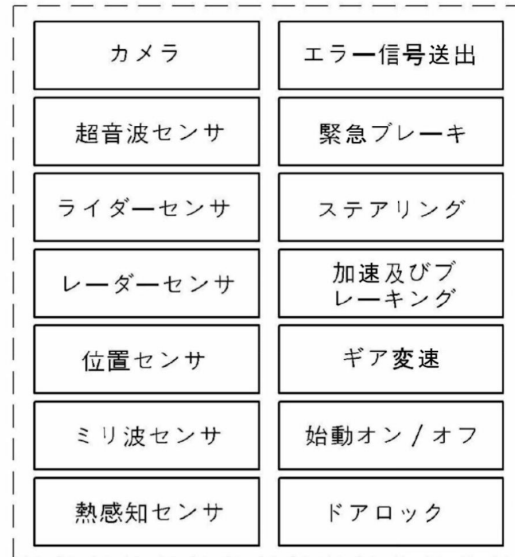 カメラ
エラー信号送出
超音波センサ
緊急ブレーキ
ライダーセンサ
ステアリング
レーダーセンサ
加速及びブ
レーキング
位置センサ
ギア変速
ミリ波センサ
始動オン / オフ
熱感知センサ
ドアロック